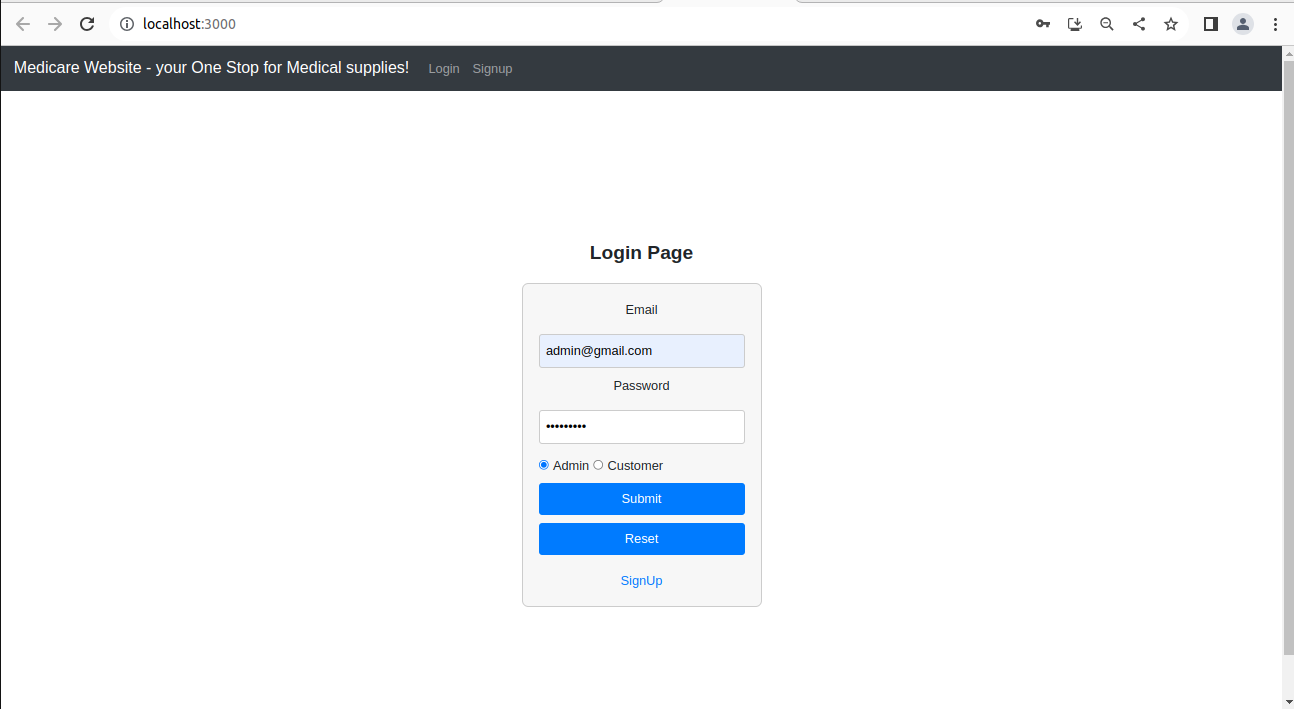 localhost:3000
Medicare Website - your One Stop for Medical supplies! Login Signup
Login Page
Email
admin@gmail.com
Password
•••••••••
Admin Customer
Submit
Reset
SignUp